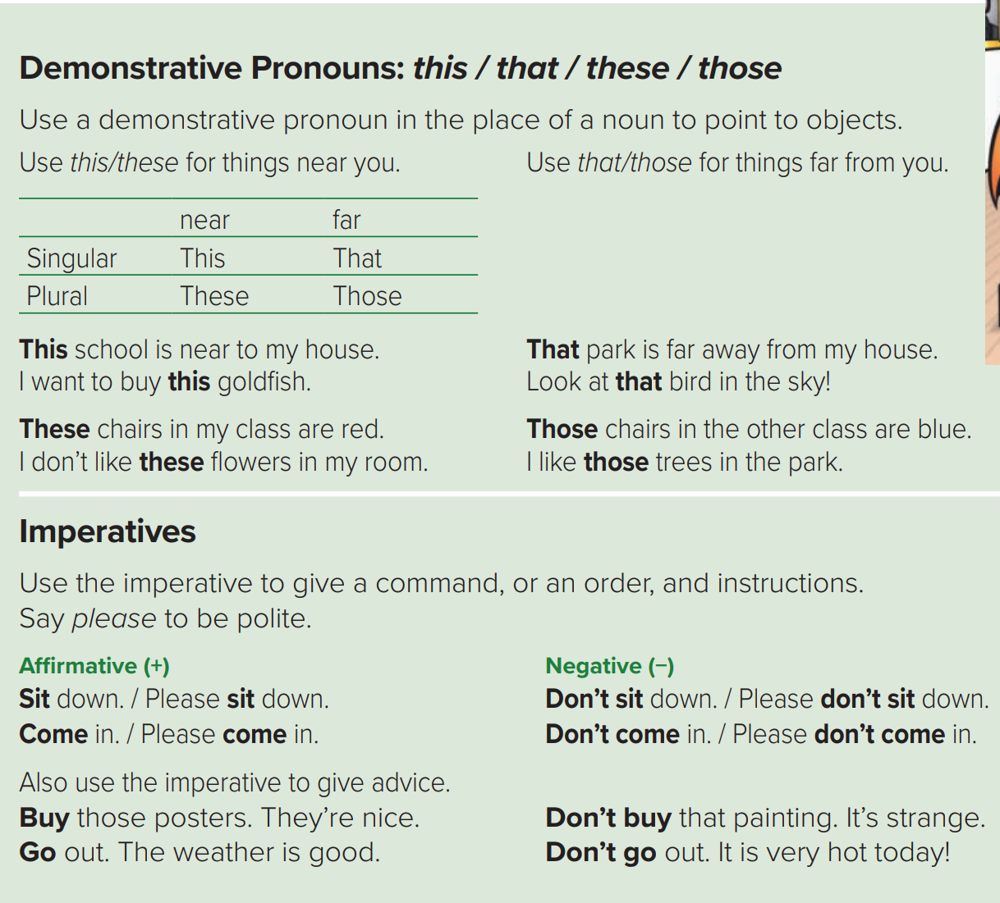 Demonstrative Pronouns: this / that / these / those
Use a demonstrative pronoun in the place of a noun to point to objects.
Use this/these for things near you.
Use that/those for things far from you.
near far
Singular This That
Plural These Those
This school is near to my house.
I want to buy this goldfish.
That park is far away from my house.
Look at that bird in the sky!
These chairs in my class are red.
I don't like these flowers in my room.
Those chairs in the other class are blue.
I like those trees in the park.
Imperatives
Use the imperative to give a command, or an order, and instructions.
Say please to be polite.
Affirmative (+)
Sit down. / Please sit down.
Come in. / Please come in.
Negative (−)
Don't sit down. / Please don't sit down.
Don't come in. / Please don't come in.
Also use the imperative to give advice.
Buy those posters. They're nice.
Go out. The weather is good.
Don't buy that painting. It's strange.
Don't go out. It is very hot today!